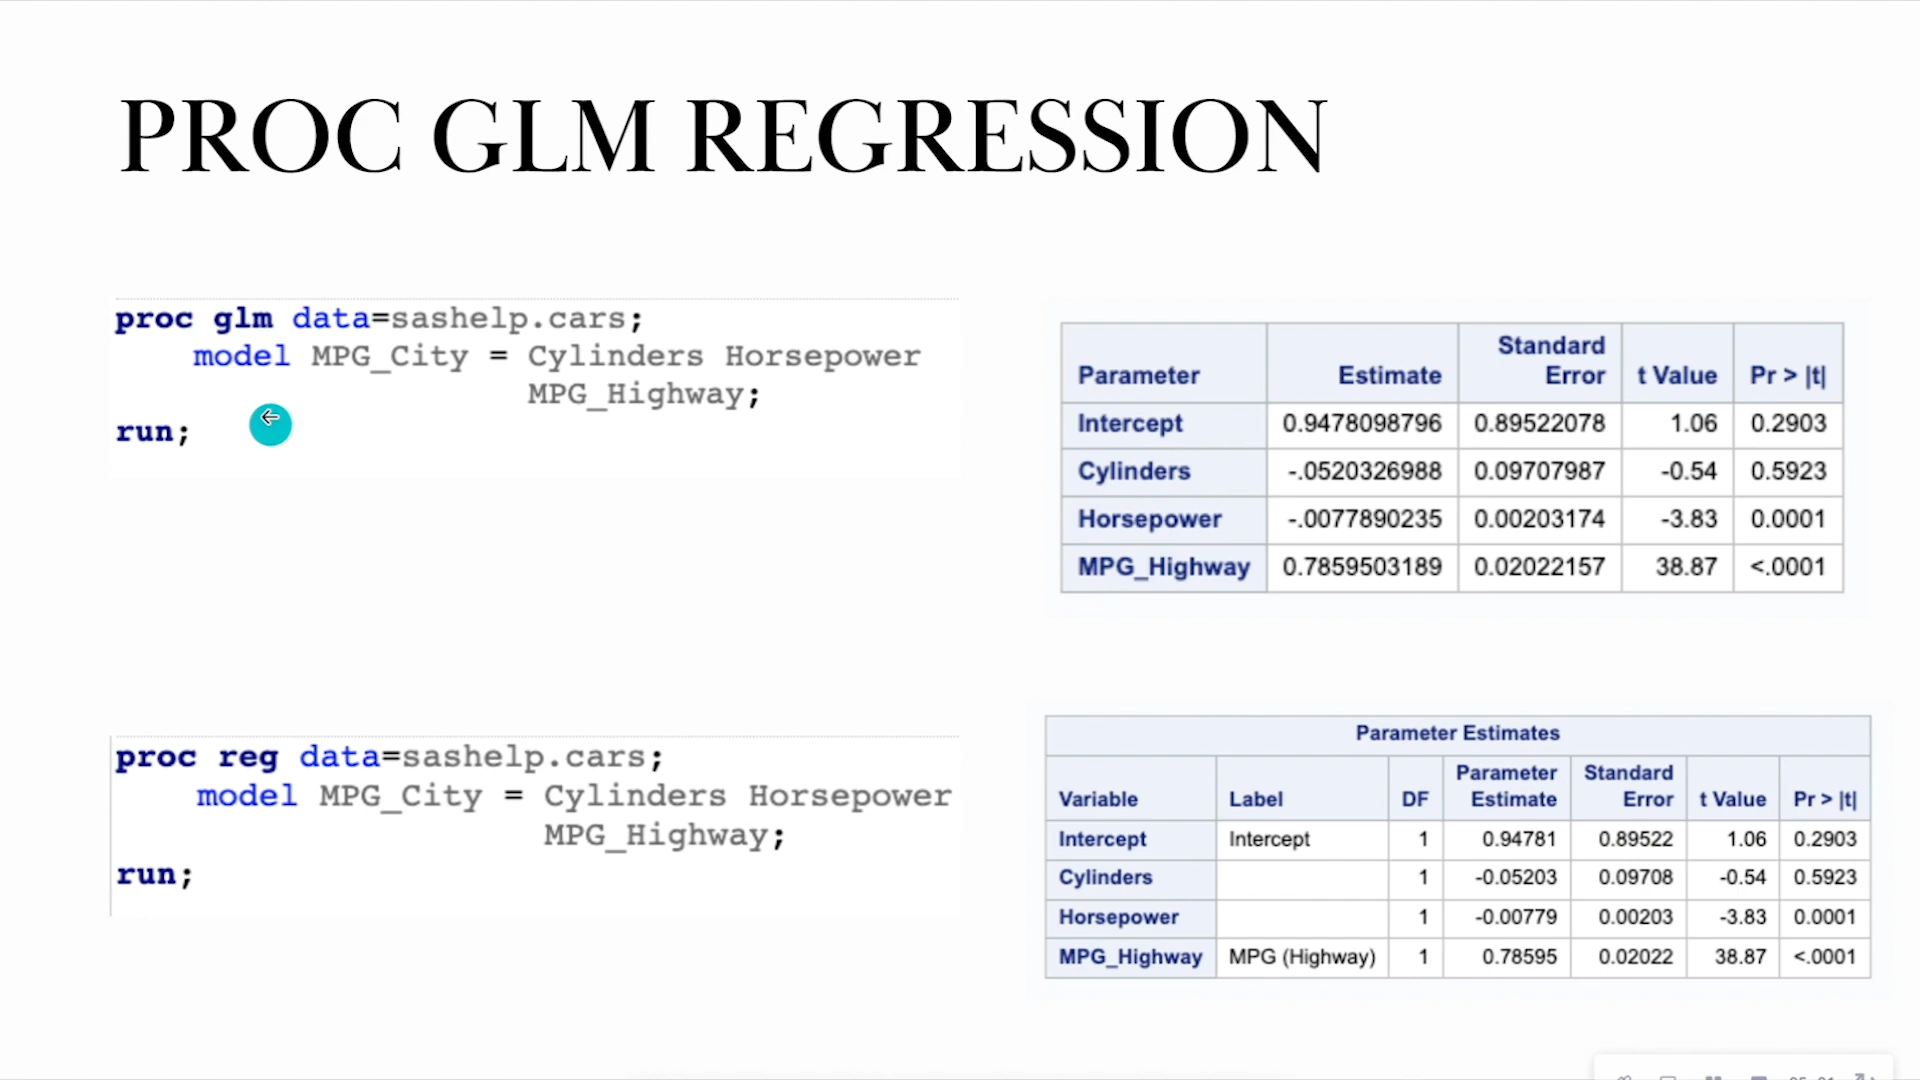 PROC GLM REGRESSION
proc glm data=sashelp.cars;
model MPG_City = Cylinders Horsepower
MPG_Highway;
run;
Parameter Estimate Standard Error t Value Pr > |t|
Intercept 0.9478098796 0.89522078 1.06 0.2903
Cylinders -.0520326988 0.09707987 -0.54 0.5923
Horsepower -.0077890235 0.00203174 -3.83 0.0001
MPG_Highway 0.7859503189 0.02022157 38.87 <.0001
proc reg data=sashelp.cars;
model MPG_City = Cylinders Horsepower
MPG_Highway;
run;
Parameter Estimates
Variable Label DF Parameter Estimate Standard Error t Value Pr > |t|
Intercept Intercept 1 0.94781 0.89522 1.06 0.2903
Cylinders 1 -0.05203 0.09708 -0.54 0.5923
Horsepower 1 -0.00779 0.00203 -3.83 0.0001
MPG_Highway MPG (Highway) 1 0.78595 0.02022 38.87 <.0001